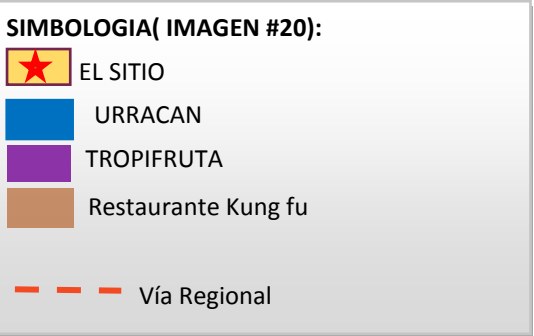 SIMBOLOGIA( IMAGEN #20):
EL SITIO
URRACAN
TROPIFRUTA
Restaurante Kung fu
Vía Regional